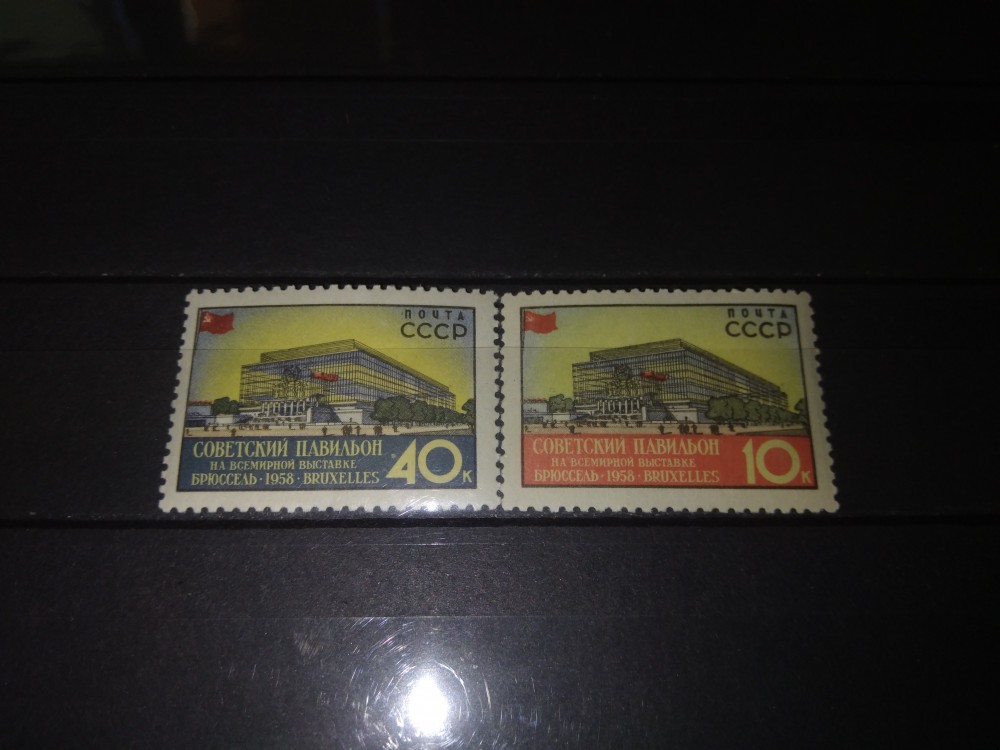 ПОЧТА
СССР
СОВЕТСКИЙ ПАВИЛЬОН
НА ВСЕМИРНОЙ ВЫСТАВКЕ
БРЮССЕЛЬ · 1958 · BRUXELLES
40 К
ПОЧТА
СССР
СОВЕТСКИЙ ПАВИЛЬОН
НА ВСЕМИРНОЙ ВЫСТАВКЕ
БРЮССЕЛЬ · 1958 · BRUXELLES
10 К